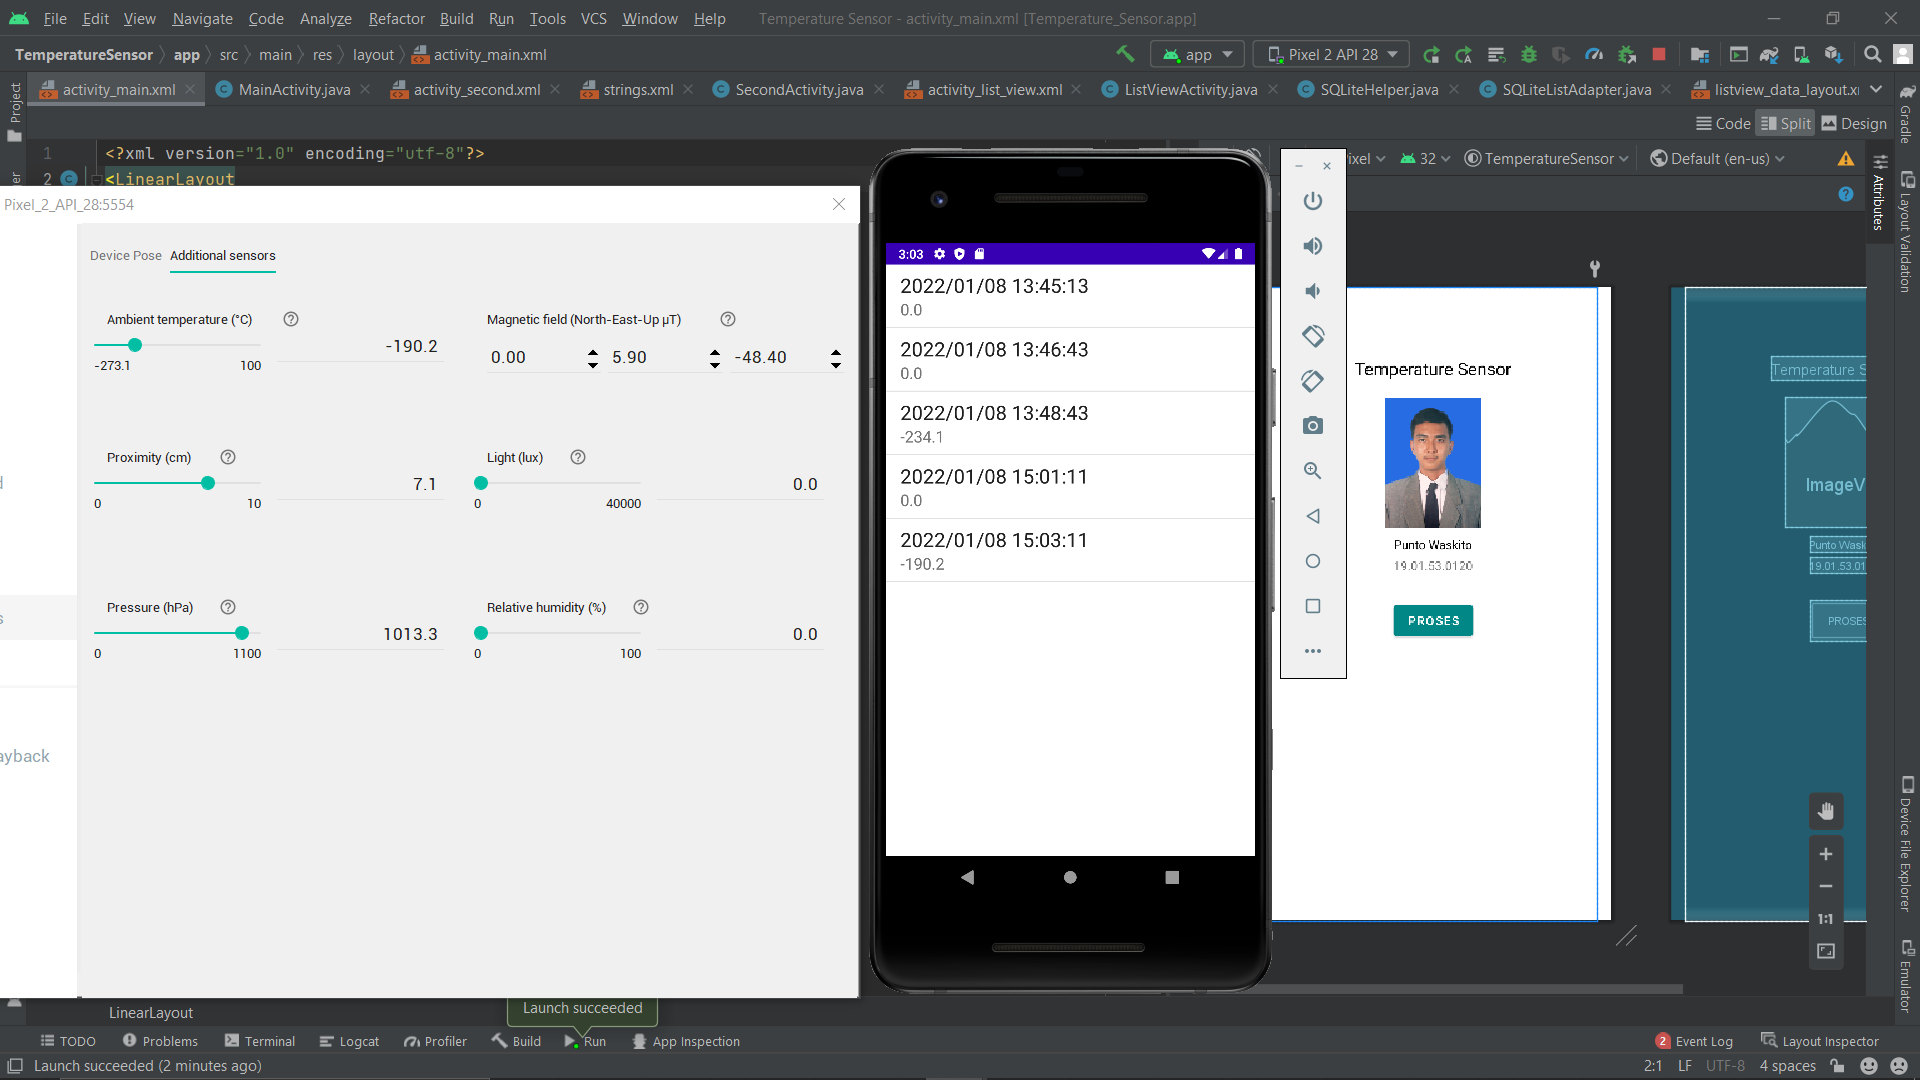 File Edit View Navigate Code Analyze Refactor Build Run Tools VCS Window Help Temperature Sensor - activity_main.xml [Temperature_Sensor.app]
TemperatureSensor app src main res layout activity_main.xml app Pixel 2 API 28
activity_main.xml MainActivity.java activity_second.xml strings.xml SecondActivity.java activity_list_view.xml ListViewActivity.java SQLiteHelper.java SQLiteListAdapter.java listview_data_layout.x
Code Split Design
1 <?xml version="1.0" encoding="utf-8"?>
2 <LinearLayout
Pixel_2_API_28:5554
Device Pose Additional sensors
Ambient temperature (°C)
-190.2
-273.1 100
Magnetic field (North-East-Up µT)
0.00 5.90 -48.40
Proximity (cm)
7.1
0 10
Light (lux)
0.0
0 40000
Pressure (hPa)
1013.3
0 1100
Relative humidity (%)
0.0
0 100
ayback
3:03
2022/01/08 13:45:13
0.0
2022/01/08 13:46:43
0.0
2022/01/08 13:48:43
-234.1
2022/01/08 15:01:11
0.0
2022/01/08 15:03:11
-190.2
ixel 32 TemperatureSensor Default (en-us)
Temperature Sensor
Punto Waskito
19.01.53.0120
PROSES
Temperature S
ImageV
Punto Wask
19.01.53.01
PROSES
1:1
Project
Gradle
Attributes
Layout Validation
Device File Explorer
Emulator
LinearLayout
Launch succeeded
TODO Problems Terminal Logcat Profiler Build Run App Inspection 2 Event Log Layout Inspector
Launch succeeded (2 minutes ago) 2:1 LF UTF-8 4 spaces